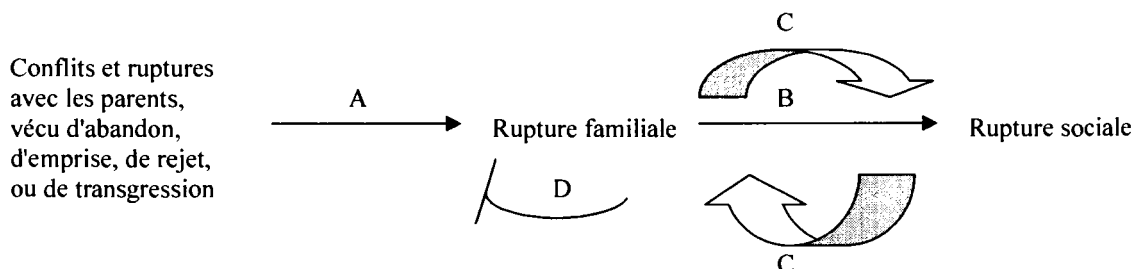 C
Conflits et ruptures
avec les parents,
vécu d'abandon,
d'emprise, de rejet,
ou de transgression
A
B
Rupture familiale
Rupture sociale
D
C